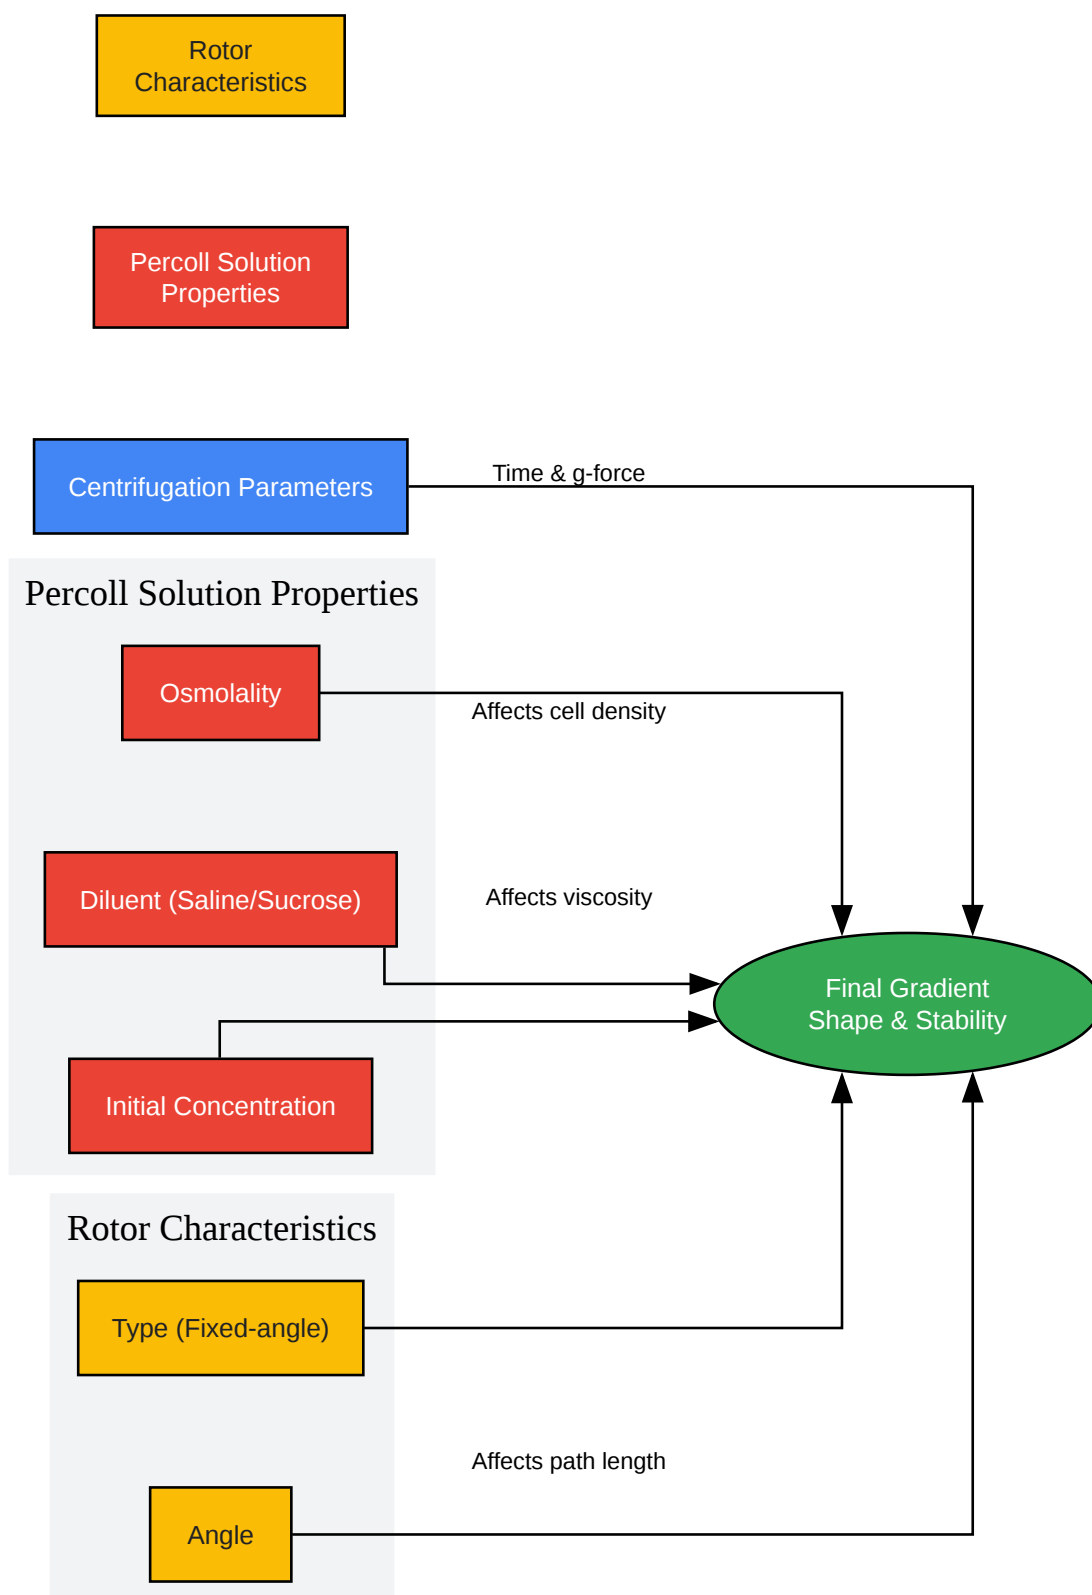 Rotor
Characteristics
Percoll Solution
Properties
Centrifugation Parameters
Time & g-force
Percoll Solution Properties
Osmolality
Affects cell density
Diluent (Saline/Sucrose)
Affects viscosity
Final Gradient
Shape & Stability
Initial Concentration
Rotor Characteristics
Type (Fixed-angle)
Affects path length
Angle